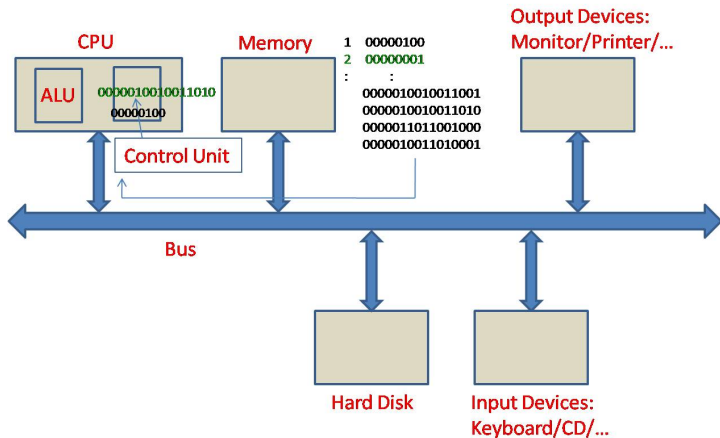 Output Devices:
Monitor/Printer/...
CPU
Memory
1 00000100
2 00000001
: :
0000010010011001
0000010010011010
0000011011001000
0000010011010001
ALU
0000010010011010
00000100
Control Unit
Bus
Hard Disk
Input Devices:
Keyboard/CD/...